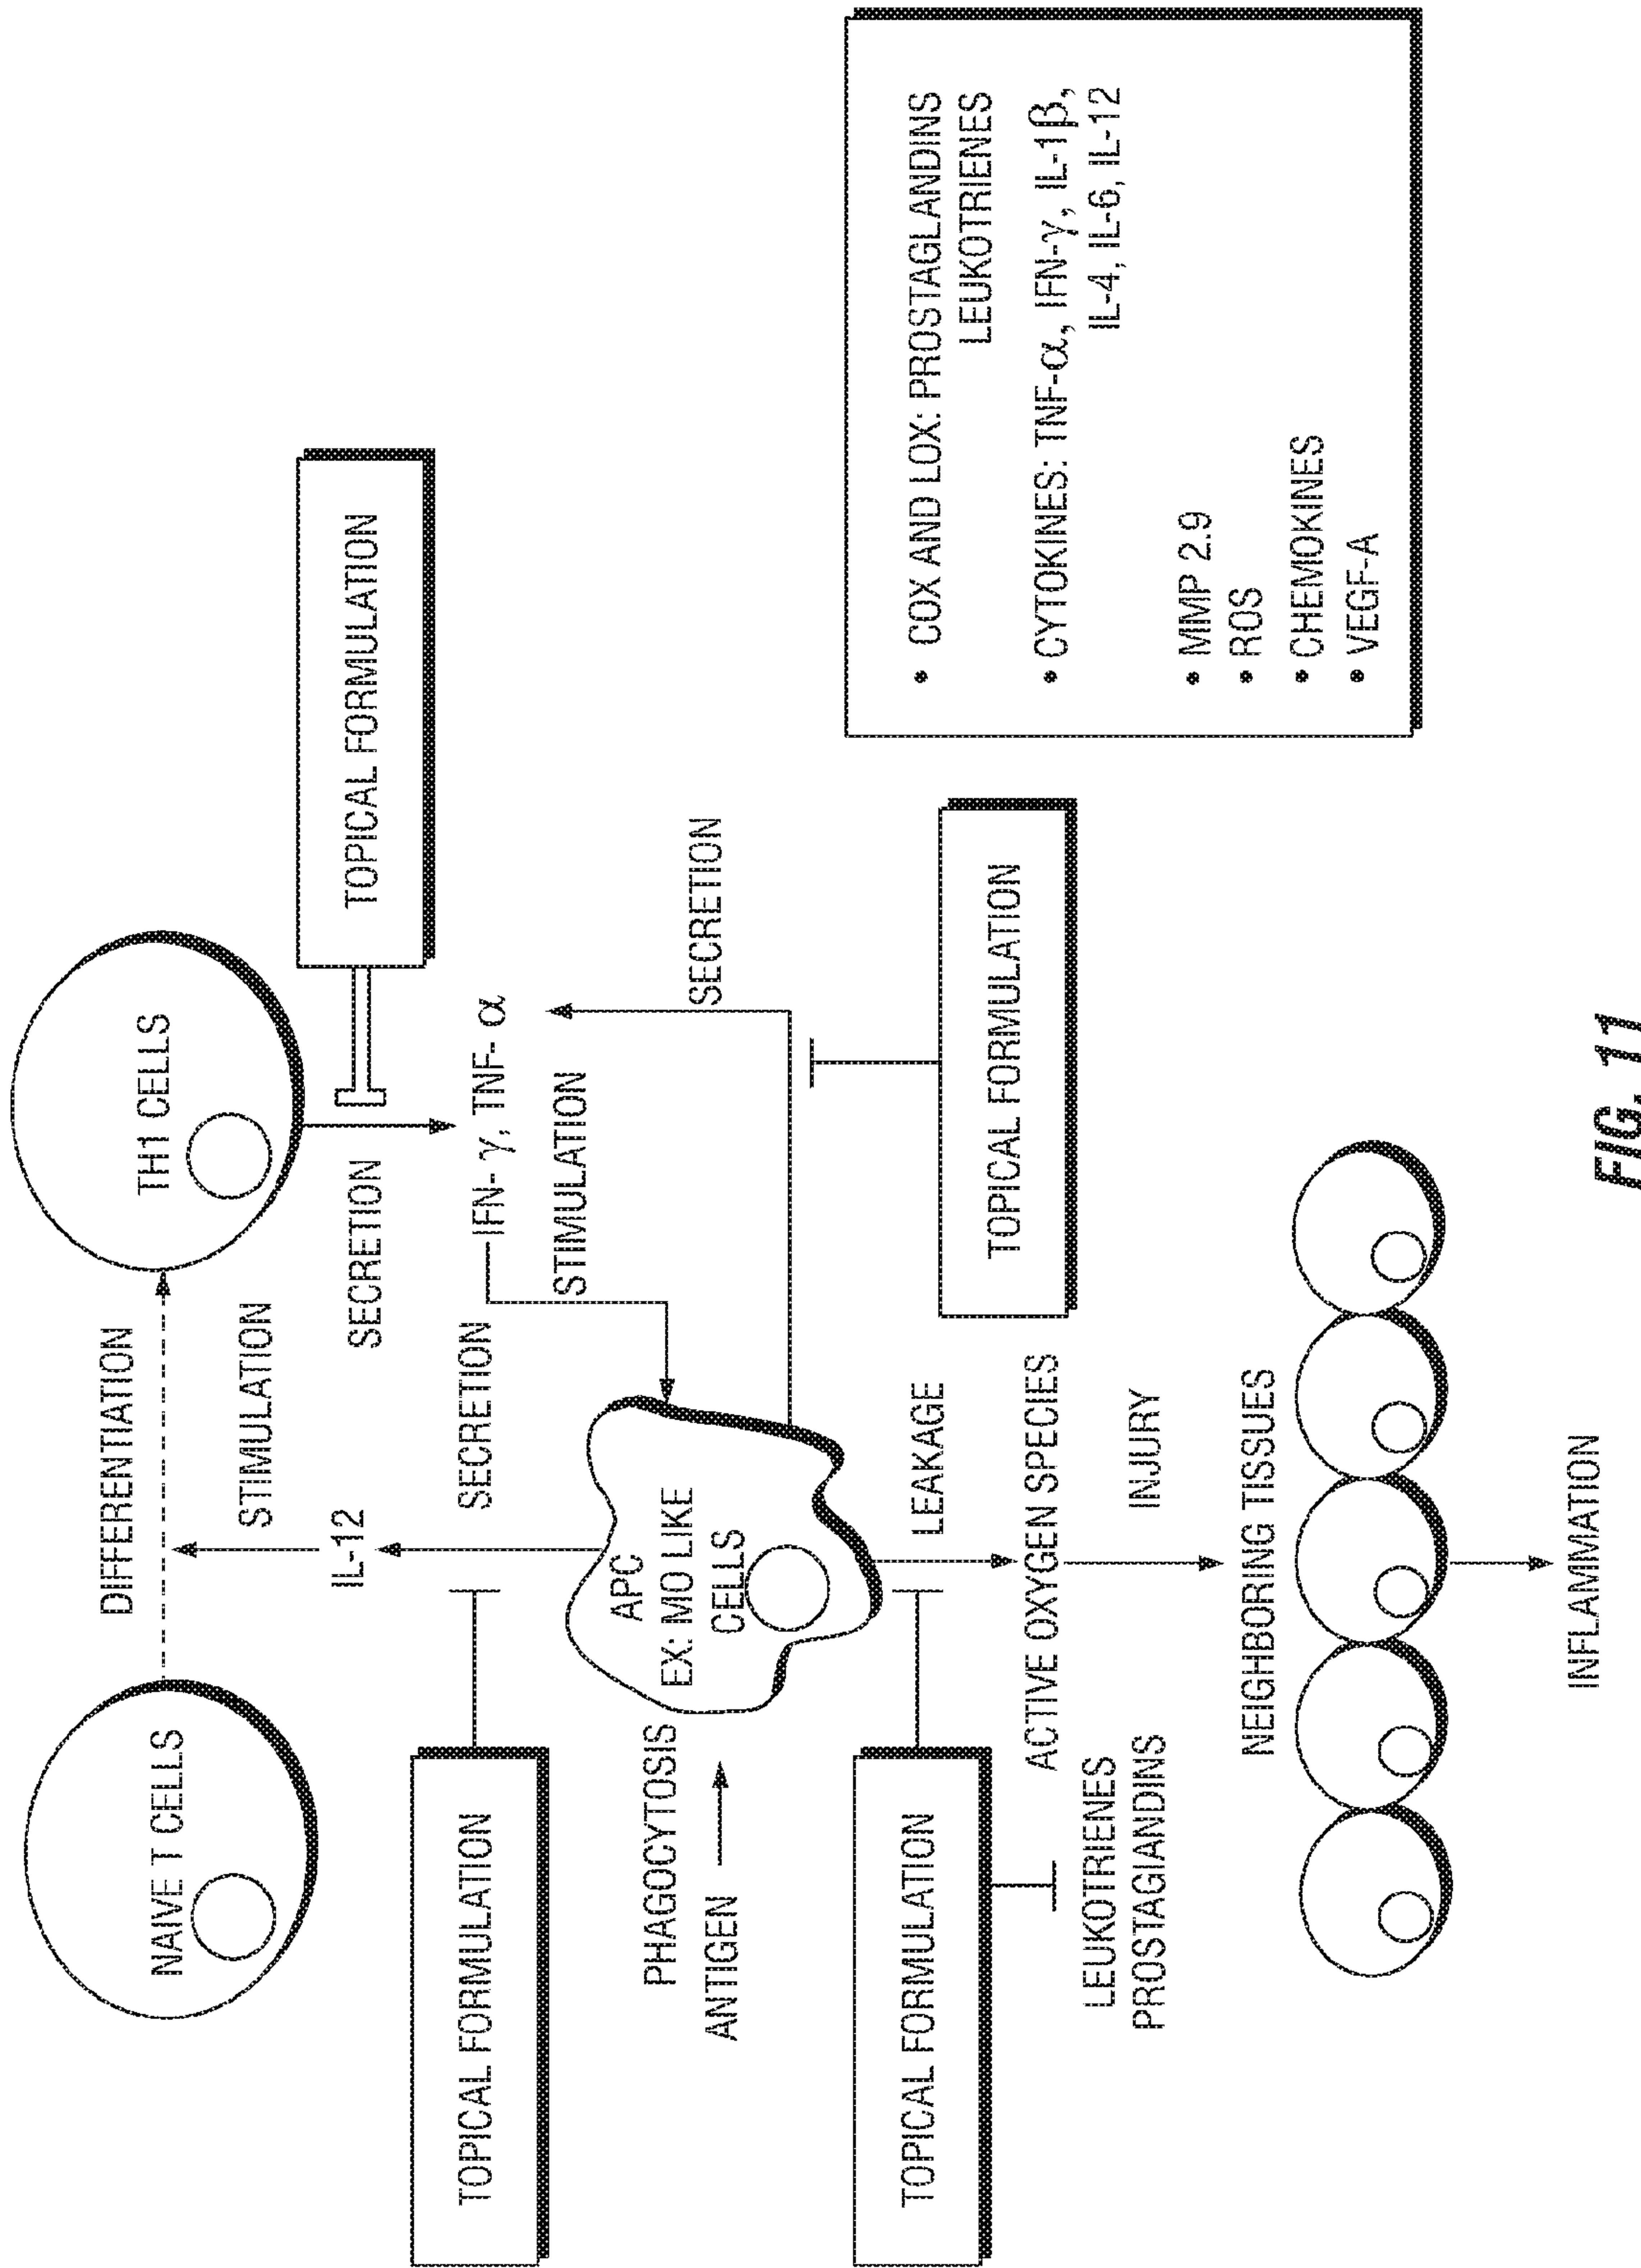 NAIVE T CELLS
DIFFERENTIATION
TH1 CELLS
STIMULATION
IL-12
SECRETION
TOPICAL FORMULATION
TOPICAL FORMULATION
SECRETION
IFN- γ, TNF- α
STIMULATION
PHAGOCYTOSIS
ANTIGEN
APC
EX: MO LIKE
CELLS
SECRETION
TOPICAL FORMULATION
LEAKAGE
TOPICAL FORMULATION
ACTIVE OXYGEN SPECIES
LEUKOTRIENES
PROSTAGIANDINS
INJURY
NEIGHBORING TISSUES
INFLAMMATION
• COX AND LOX: PROSTAGLANDINS
LEUKOTRIENES
• CYTOKINES: TNF-α, IFN-γ, IL-1β,
IL-4, IL-6, IL-12
• MMP 2.9
• ROS
• CHEMOKINES
• VEGF-A
FIG. 11